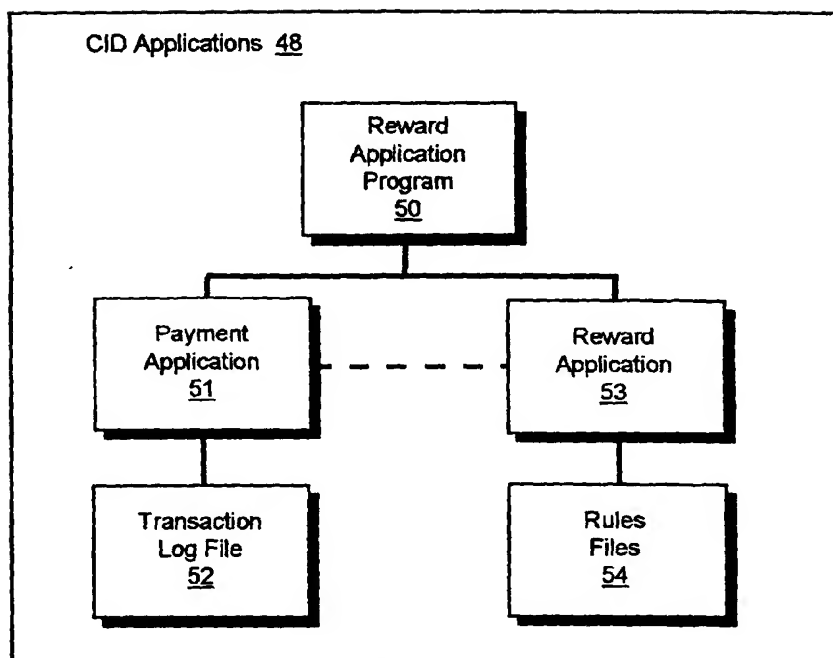 CID Applications 48
Reward
Application
Program
50
Payment
Application
51
Reward
Application
53
Transaction
Log File
52
Rules
Files
54